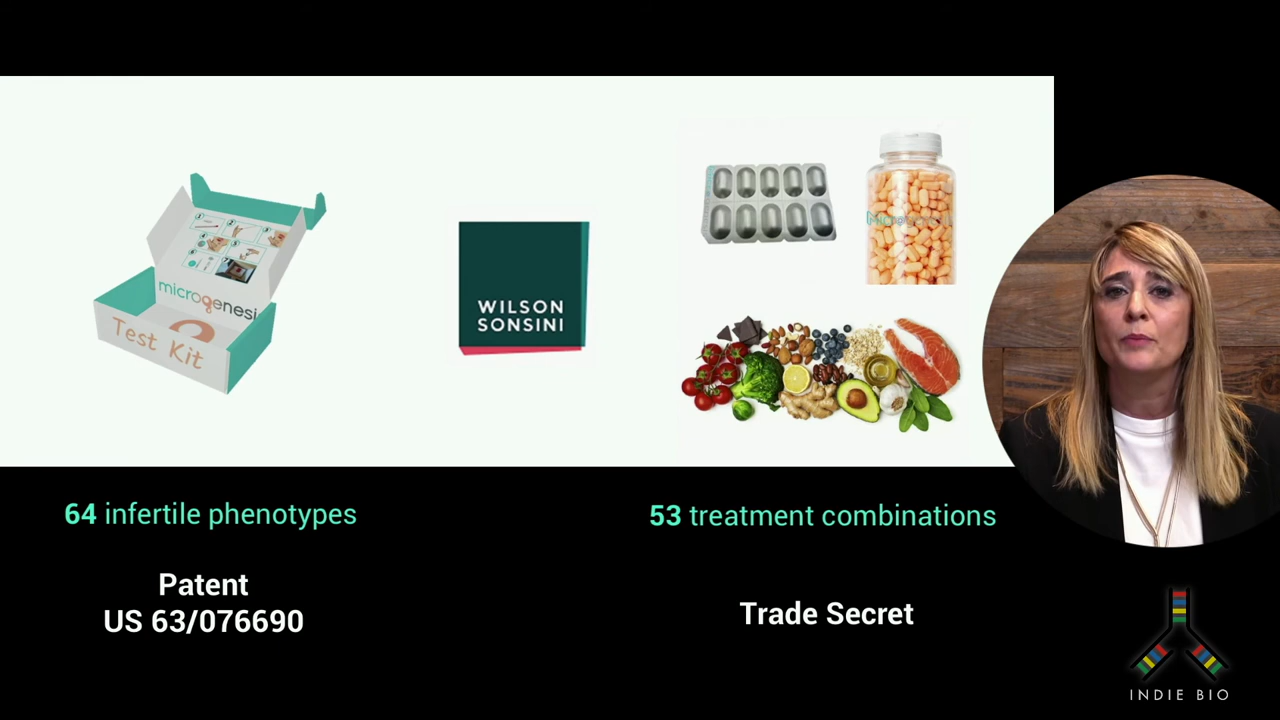 microgenesi
Test Kit
WILSON
SONSINI
64 infertile phenotypes
53 treatment combinations
Patent
US 63/076690
Trade Secret
INDIE BIO